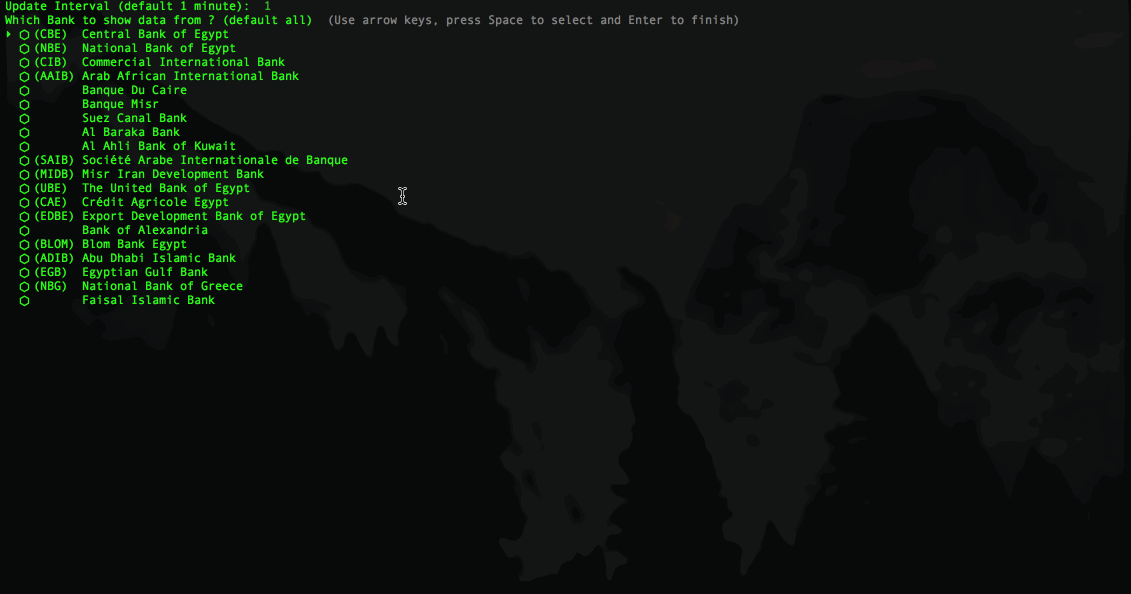 Update Interval (default 1 minute): 1
Which Bank to show data from ? (default all) (Use arrow keys, press Space to select and Enter to finish)
(CBE) Central Bank of Egypt
(NBE) National Bank of Egypt
(CIB) Commercial International Bank
(AAIB) Arab African International Bank
Banque Du Caire
Banque Misr
Suez Canal Bank
Al Baraka Bank
Al Ahli Bank of Kuwait
(SAIB) Société Arabe Internationale de Banque
(MIDB) Misr Iran Development Bank
(UBE) The United Bank of Egypt
(CAE) Crédit Agricole Egypt
(EDBE) Export Development Bank of Egypt
Bank of Alexandria
(BLOM) Blom Bank Egypt
(ADIB) Abu Dhabi Islamic Bank
(EGB) Egyptian Gulf Bank
(NBG) National Bank of Greece
Faisal Islamic Bank